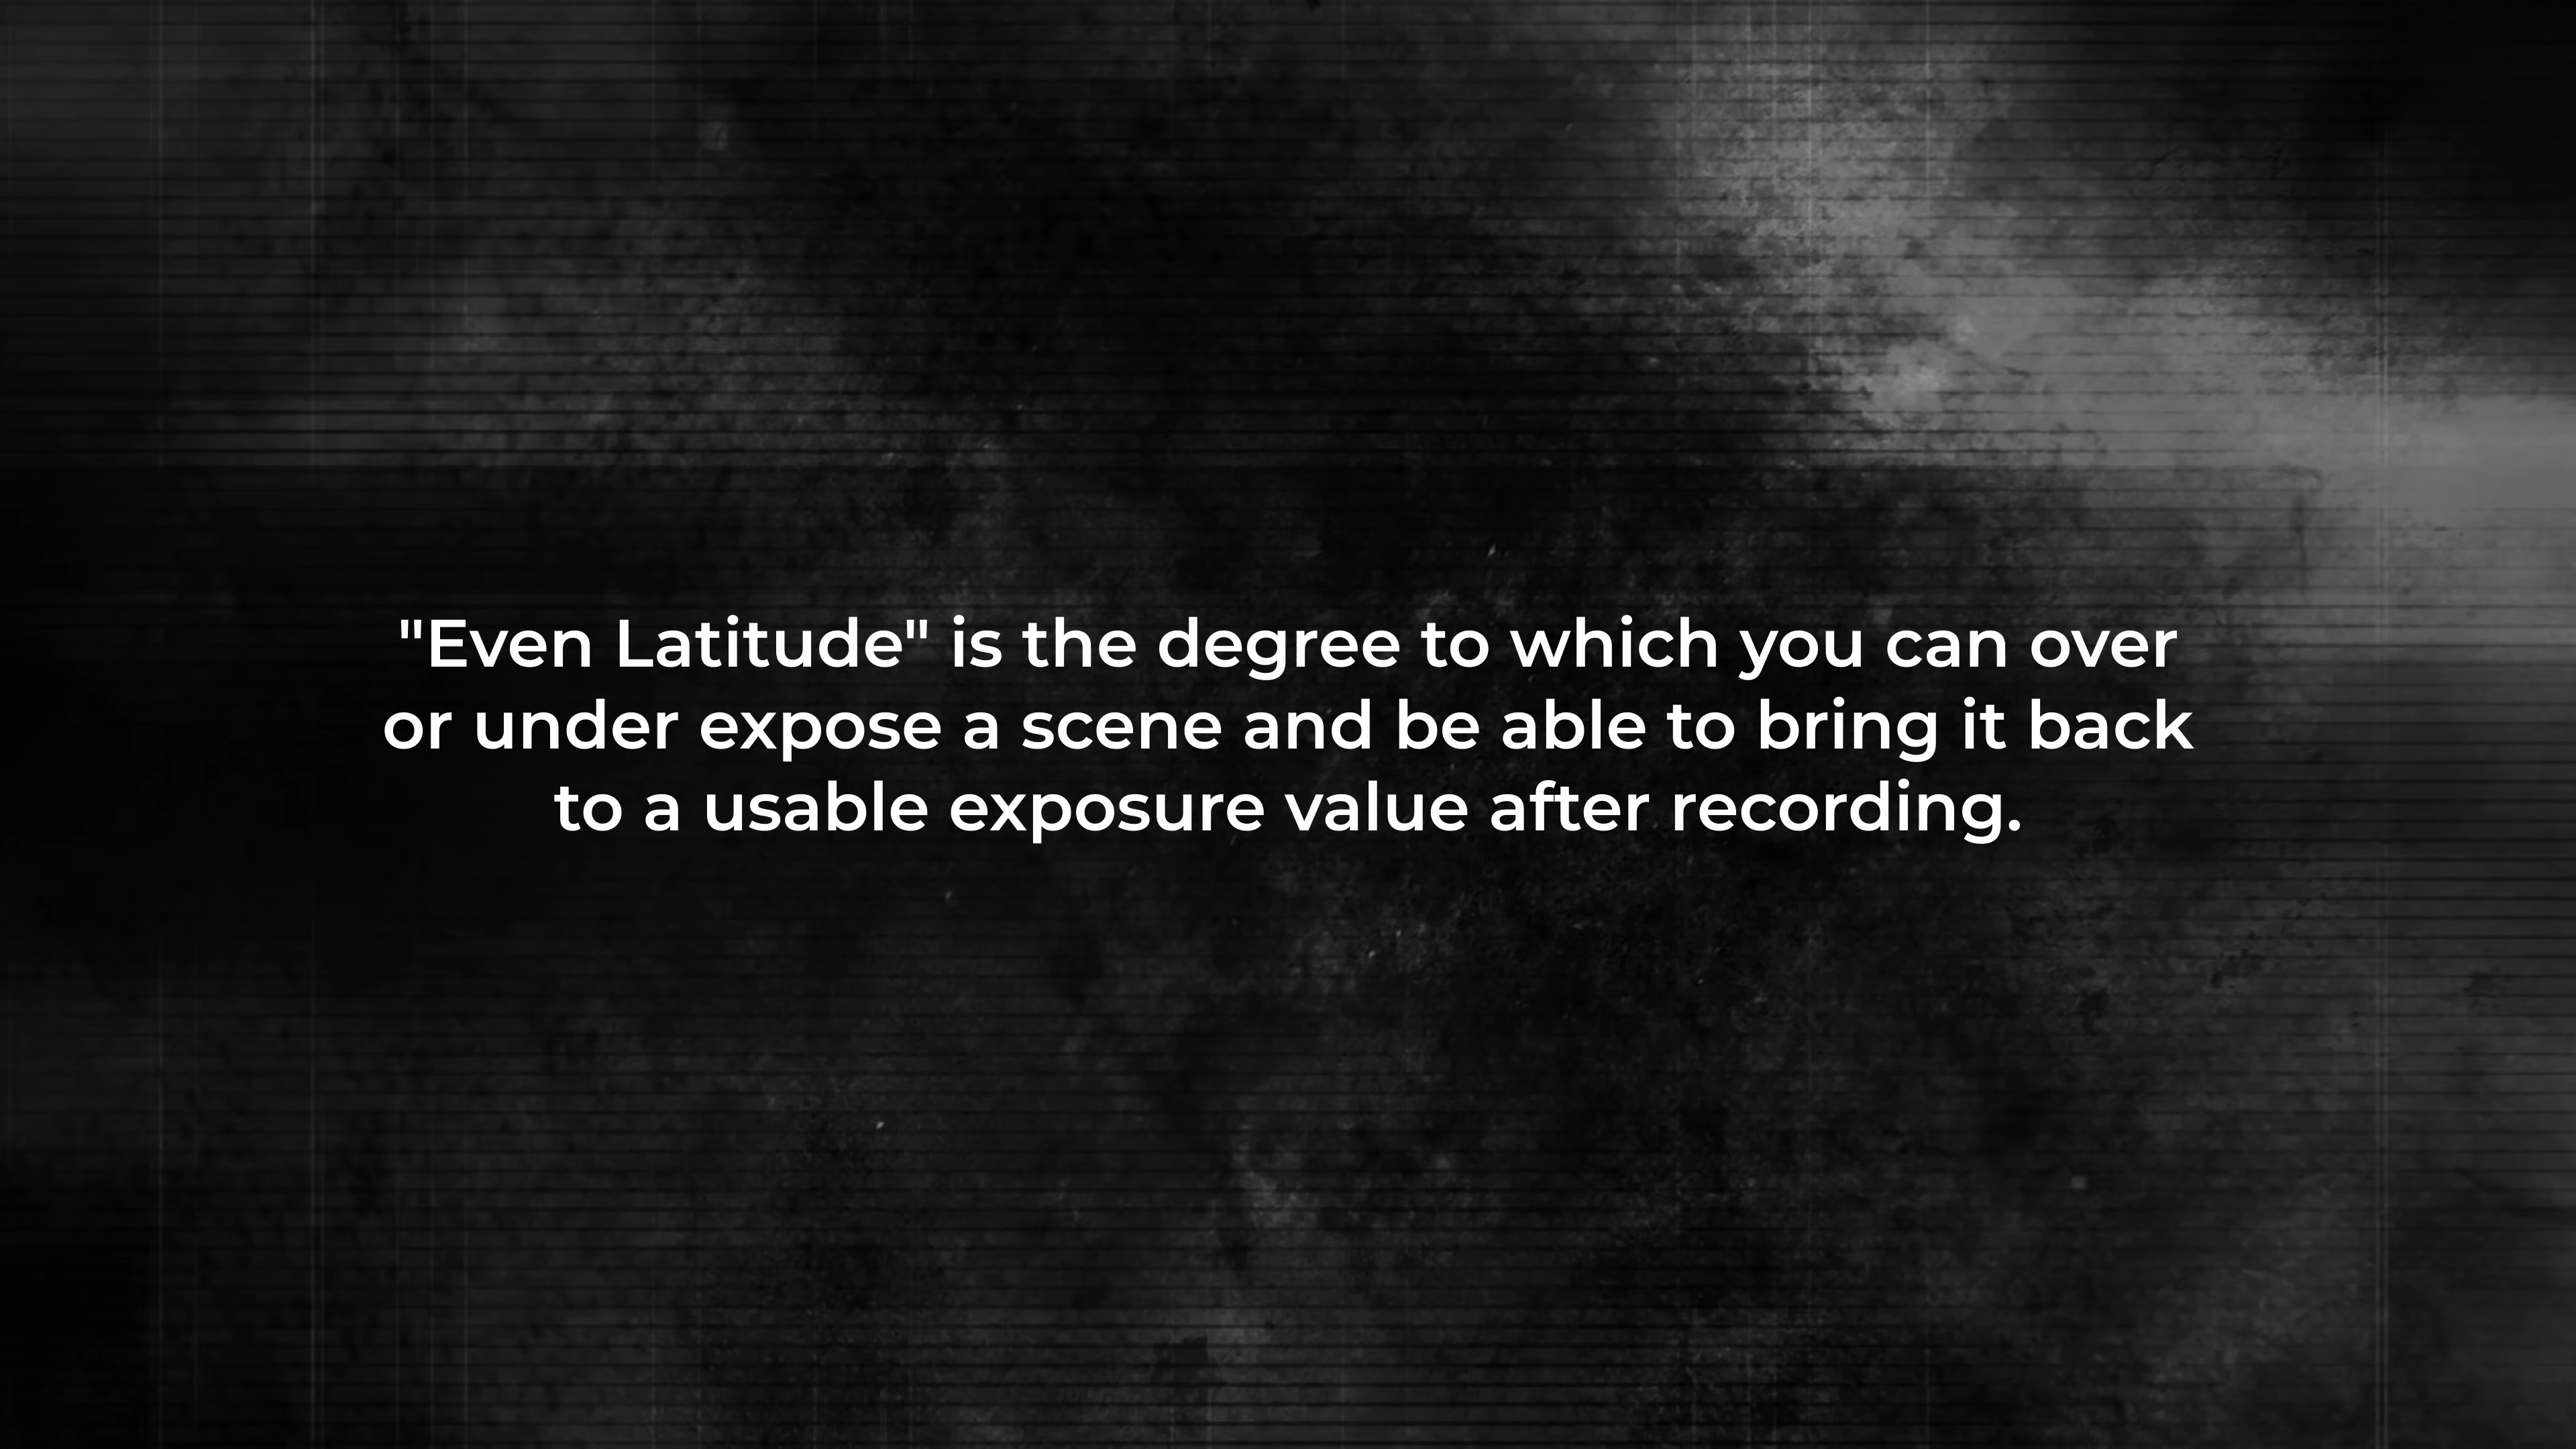 "Even Latitude" is the degree to which you can over
or under expose a scene and be able to bring it back
to a usable exposure value after recording.